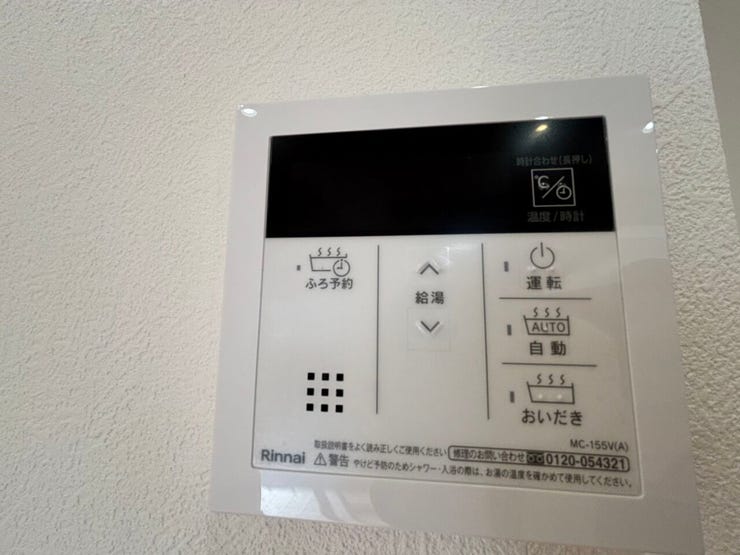 時計合わせ(長押し)
℃/
温度/時計
ふろ予約
給湯
運転
AUTO
自動
おいだき
MC-155V(A)
取扱説明書をよく読み正しくご使用ください 修理のお問い合わせ 0120-054321
Rinnai 警告 やけど予防のためシャワー・入浴の際は、お湯の温度を確かめて使用してください。